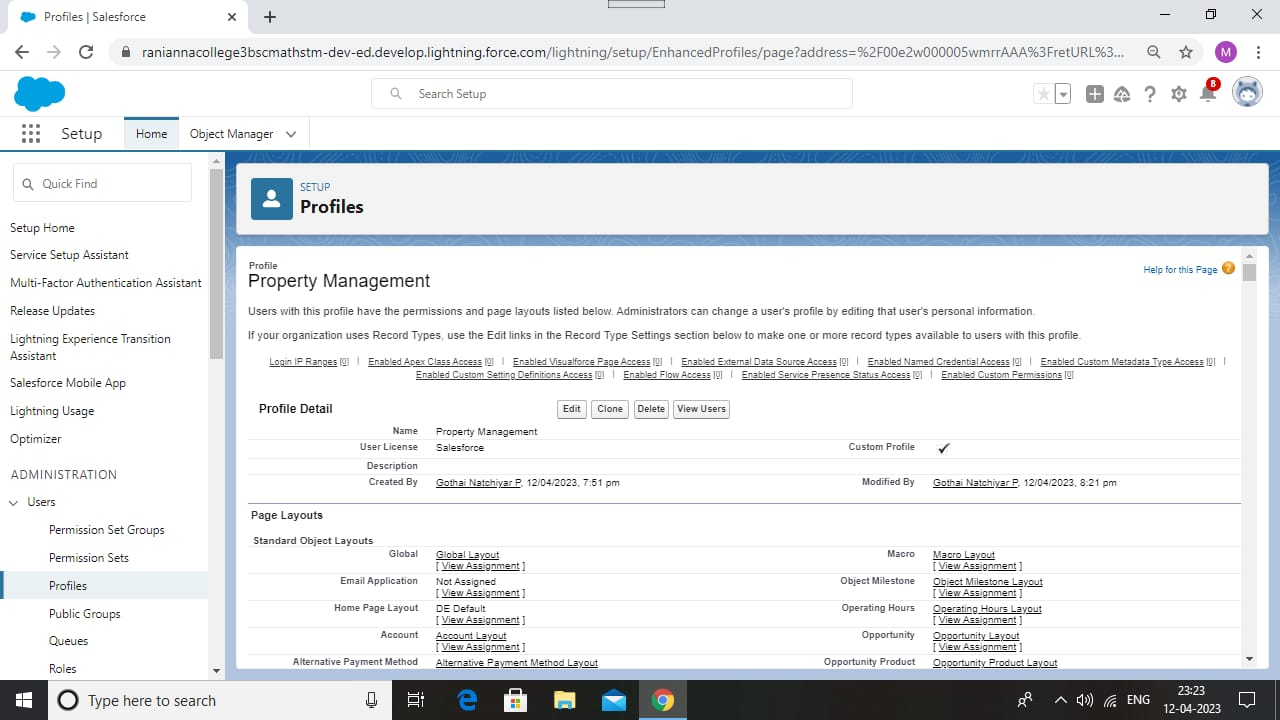 Profiles | Salesforce
raniannacollege3bscmathstm-dev-ed.develop.lightning.force.com/lightning/setup/EnhancedProfiles/page?address=%2F00e2w000005wmrrAAA%3FretURL%3...
M
Search Setup
8
Setup
Home
Object Manager
Quick Find
Setup Home
Service Setup Assistant
Multi-Factor Authentication Assistant
Release Updates
Lightning Experience Transition
Assistant
Salesforce Mobile App
Lightning Usage
Optimizer
ADMINISTRATION
Users
Permission Set Groups
Permission Sets
Profiles
Public Groups
Queues
Roles
SETUP
Profiles
Profile
Property Management
Help for this Page ?
Users with this profile have the permissions and page layouts listed below. Administrators can change a user's profile by editing that user's personal information.
If your organization uses Record Types, use the Edit links in the Record Type Settings section below to make one or more record types available to users with this profile.
Login IP Ranges [0] | Enabled Apex Class Access [0] | Enabled Visualforce Page Access [0] | Enabled External Data Source Access [0] | Enabled Named Credential Access [0] | Enabled Custom Metadata Type Access [0] |
Enabled Custom Setting Definitions Access [0] | Enabled Flow Access [0] | Enabled Service Presence Status Access [0] | Enabled Custom Permissions [0]
Profile Detail
Edit Clone Delete View Users
Name Property Management
User License Salesforce Custom Profile ✓
Description
Created By Gothai Natchiyar P, 12/04/2023, 7:51 pm Modified By Gothai Natchiyar P, 12/04/2023, 8:21 pm
Page Layouts
Standard Object Layouts
Global Global Layout Macro Macro Layout
[ View Assignment ] [ View Assignment ]
Email Application Not Assigned Object Milestone Object Milestone Layout
[ View Assignment ] [ View Assignment ]
Home Page Layout DE Default Operating Hours Operating Hours Layout
[ View Assignment ] [ View Assignment ]
Account Account Layout Opportunity Opportunity Layout
[ View Assignment ] [ View Assignment ]
Alternative Payment Method Alternative Payment Method Layout Opportunity Product Opportunity Product Layout
Type here to search
ENG
23:23
12-04-2023